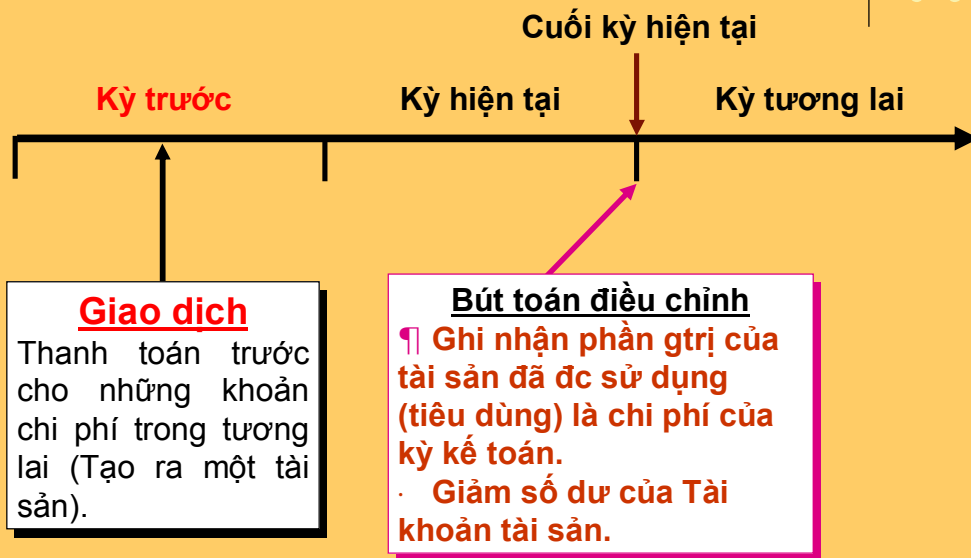 Cuối kỳ hiện tại
Kỳ trước Kỳ hiện tại Kỳ tương lai
Giao dịch
Thanh toán trước
cho những khoản
chi phí trong tương
lai (Tạo ra một tài
sản).
Bút toán điều chỉnh
¶ Ghi nhận phần gtrị của
tài sản đã đc sử dụng
(tiêu dùng) là chi phí của
kỳ kế toán.
· Giảm số dư của Tài
khoản tài sản.